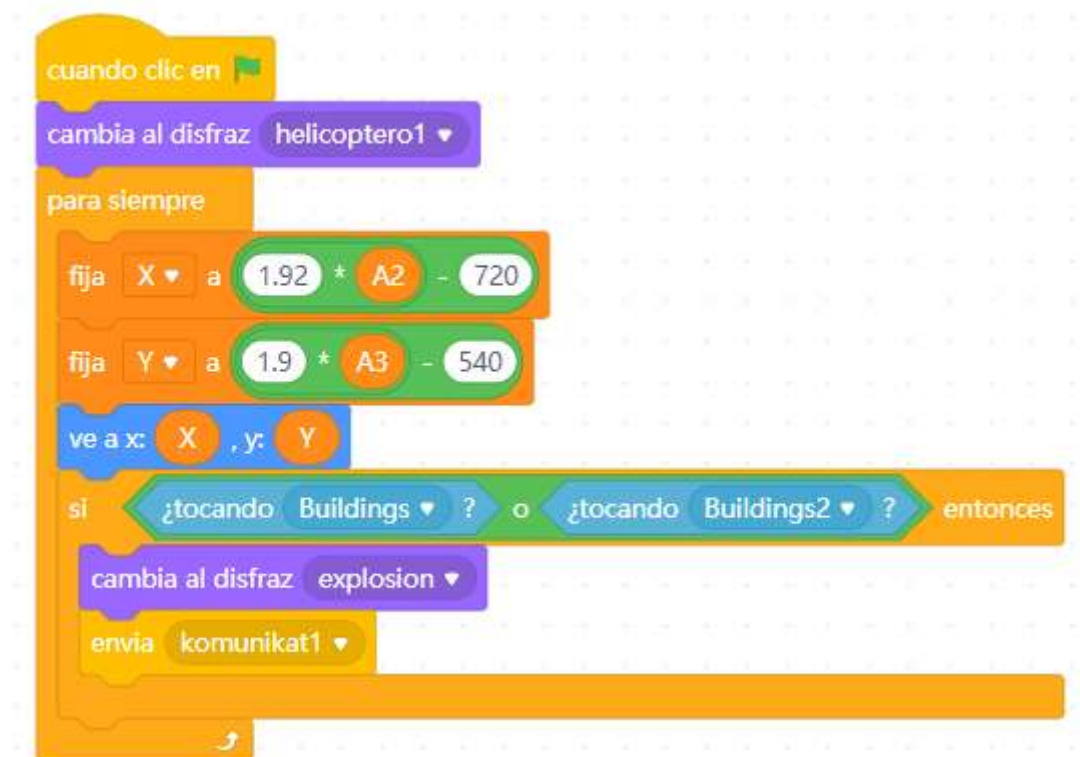 cuando clic en
cambia al disfraz helicoptero1
para siempre
fija X a 1.92 * A2 - 720
fija Y a 1.9 * A3 - 540
ve a x: X , y: Y
si ¿tocando Buildings ? o ¿tocando Buildings2 ? entonces
cambia al disfraz explosion
envia komunikat1